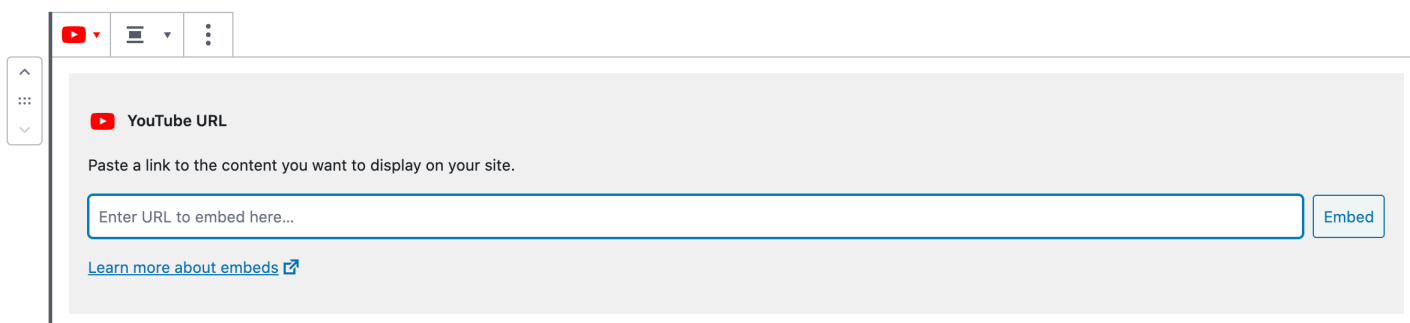 YouTube URL
Paste a link to the content you want to display on your site.
Enter URL to embed here...
Embed
Learn more about embeds